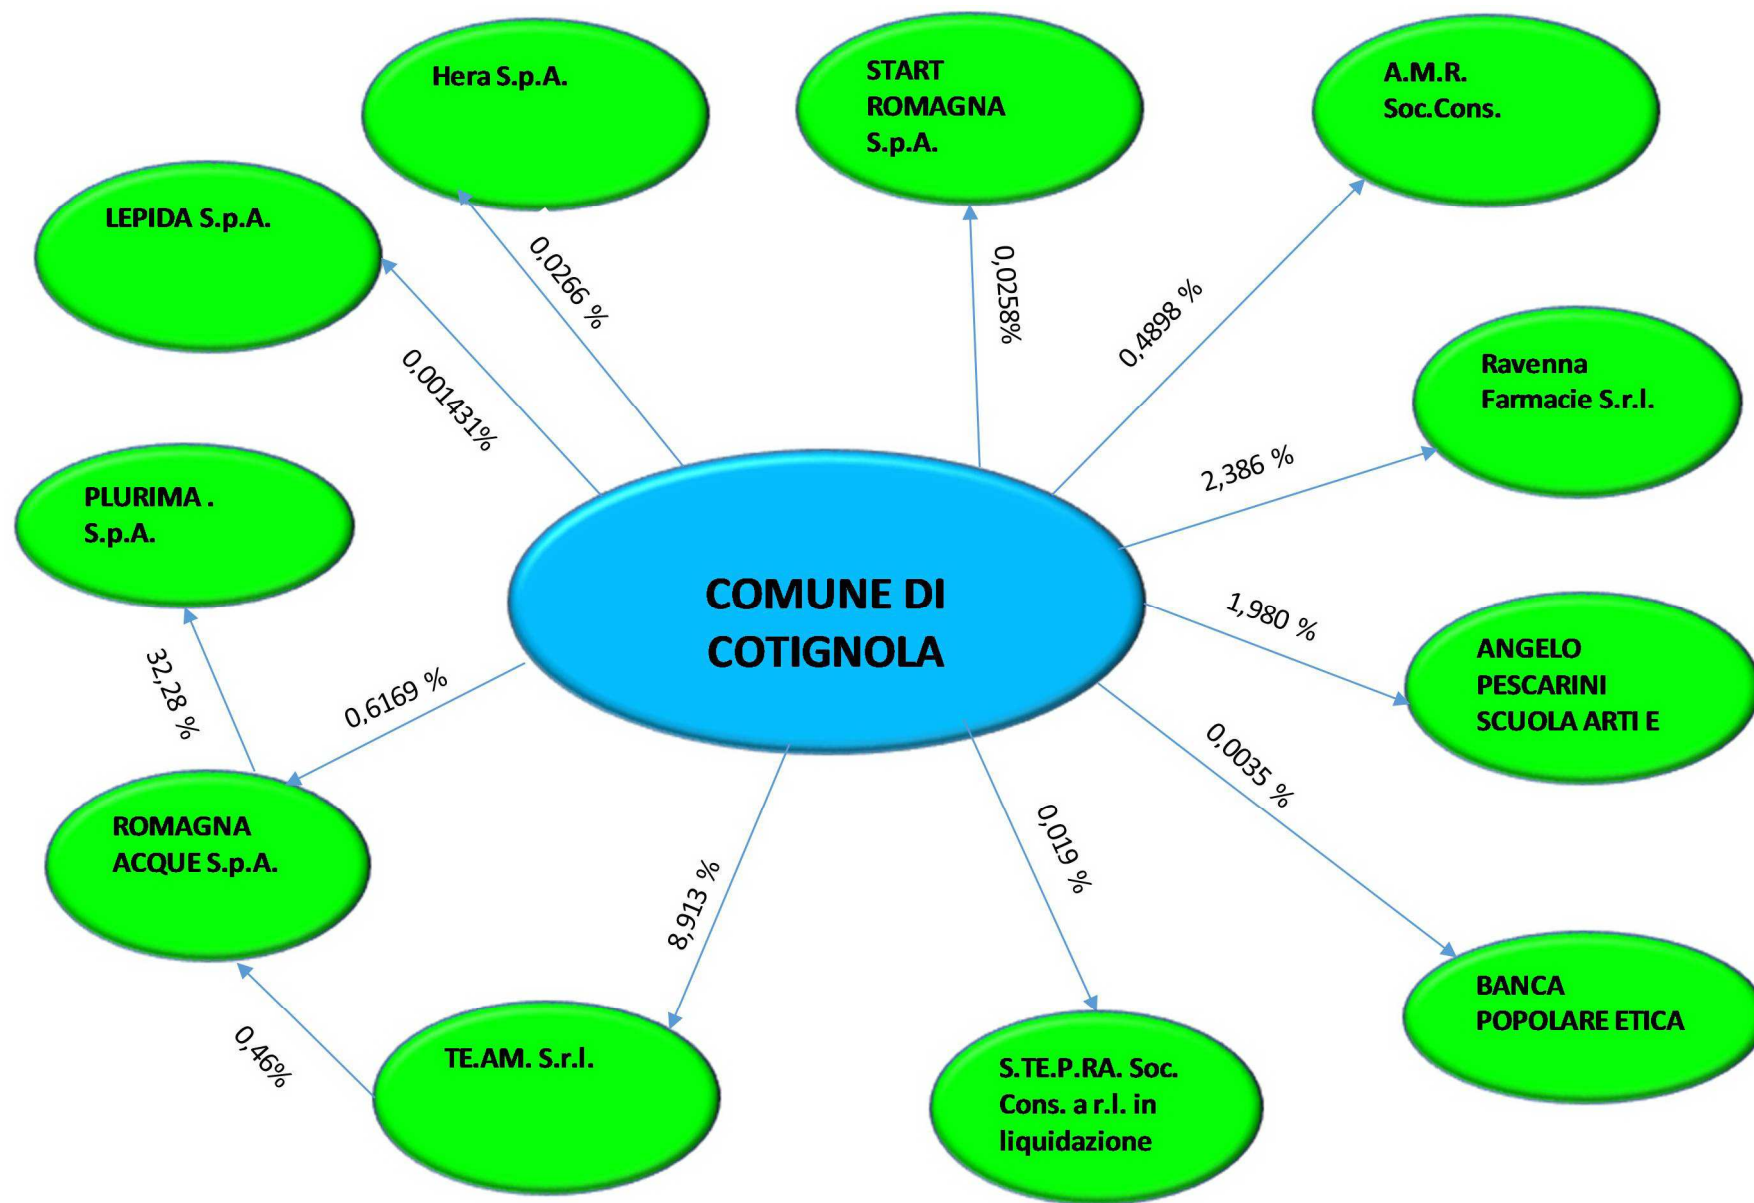 Hera S.p.A.
START
ROMAGNA
S.p.A.
A.M.R.
Soc.Cons.
LEPIDA S.p.A.
0,0266 %
0,0258%
0,4898 %
0,001431%
Ravenna
Farmacie S.r.l.
2,386 %
PLURIMA .
S.p.A.
COMUNE DI
COTIGNOLA
1,980 %
ANGELO
PESCARINI
SCUOLA ARTI E
32,28 %
0,6169 %
0,0035 %
ROMAGNA
ACQUE S.p.A.
8,913 %
0,019 %
BANCA
POPOLARE ETICA
0,46%
TE.AM. S.r.l.
S.TE.P.RA. Soc.
Cons. a r.l. in
liquidazione